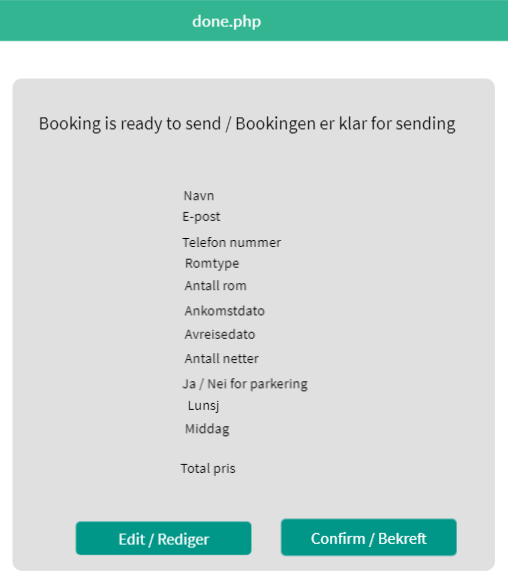 done.php
Booking is ready to send / Bookingen er klar for sending
Navn
E-post
Telefon nummer
Romtype
Antall rom
Ankomstdato
Avreisedato
Antall netter
Ja / Nei for parkering
Lunsj
Middag
Total pris
Edit / Rediger
Confirm / Bekreft